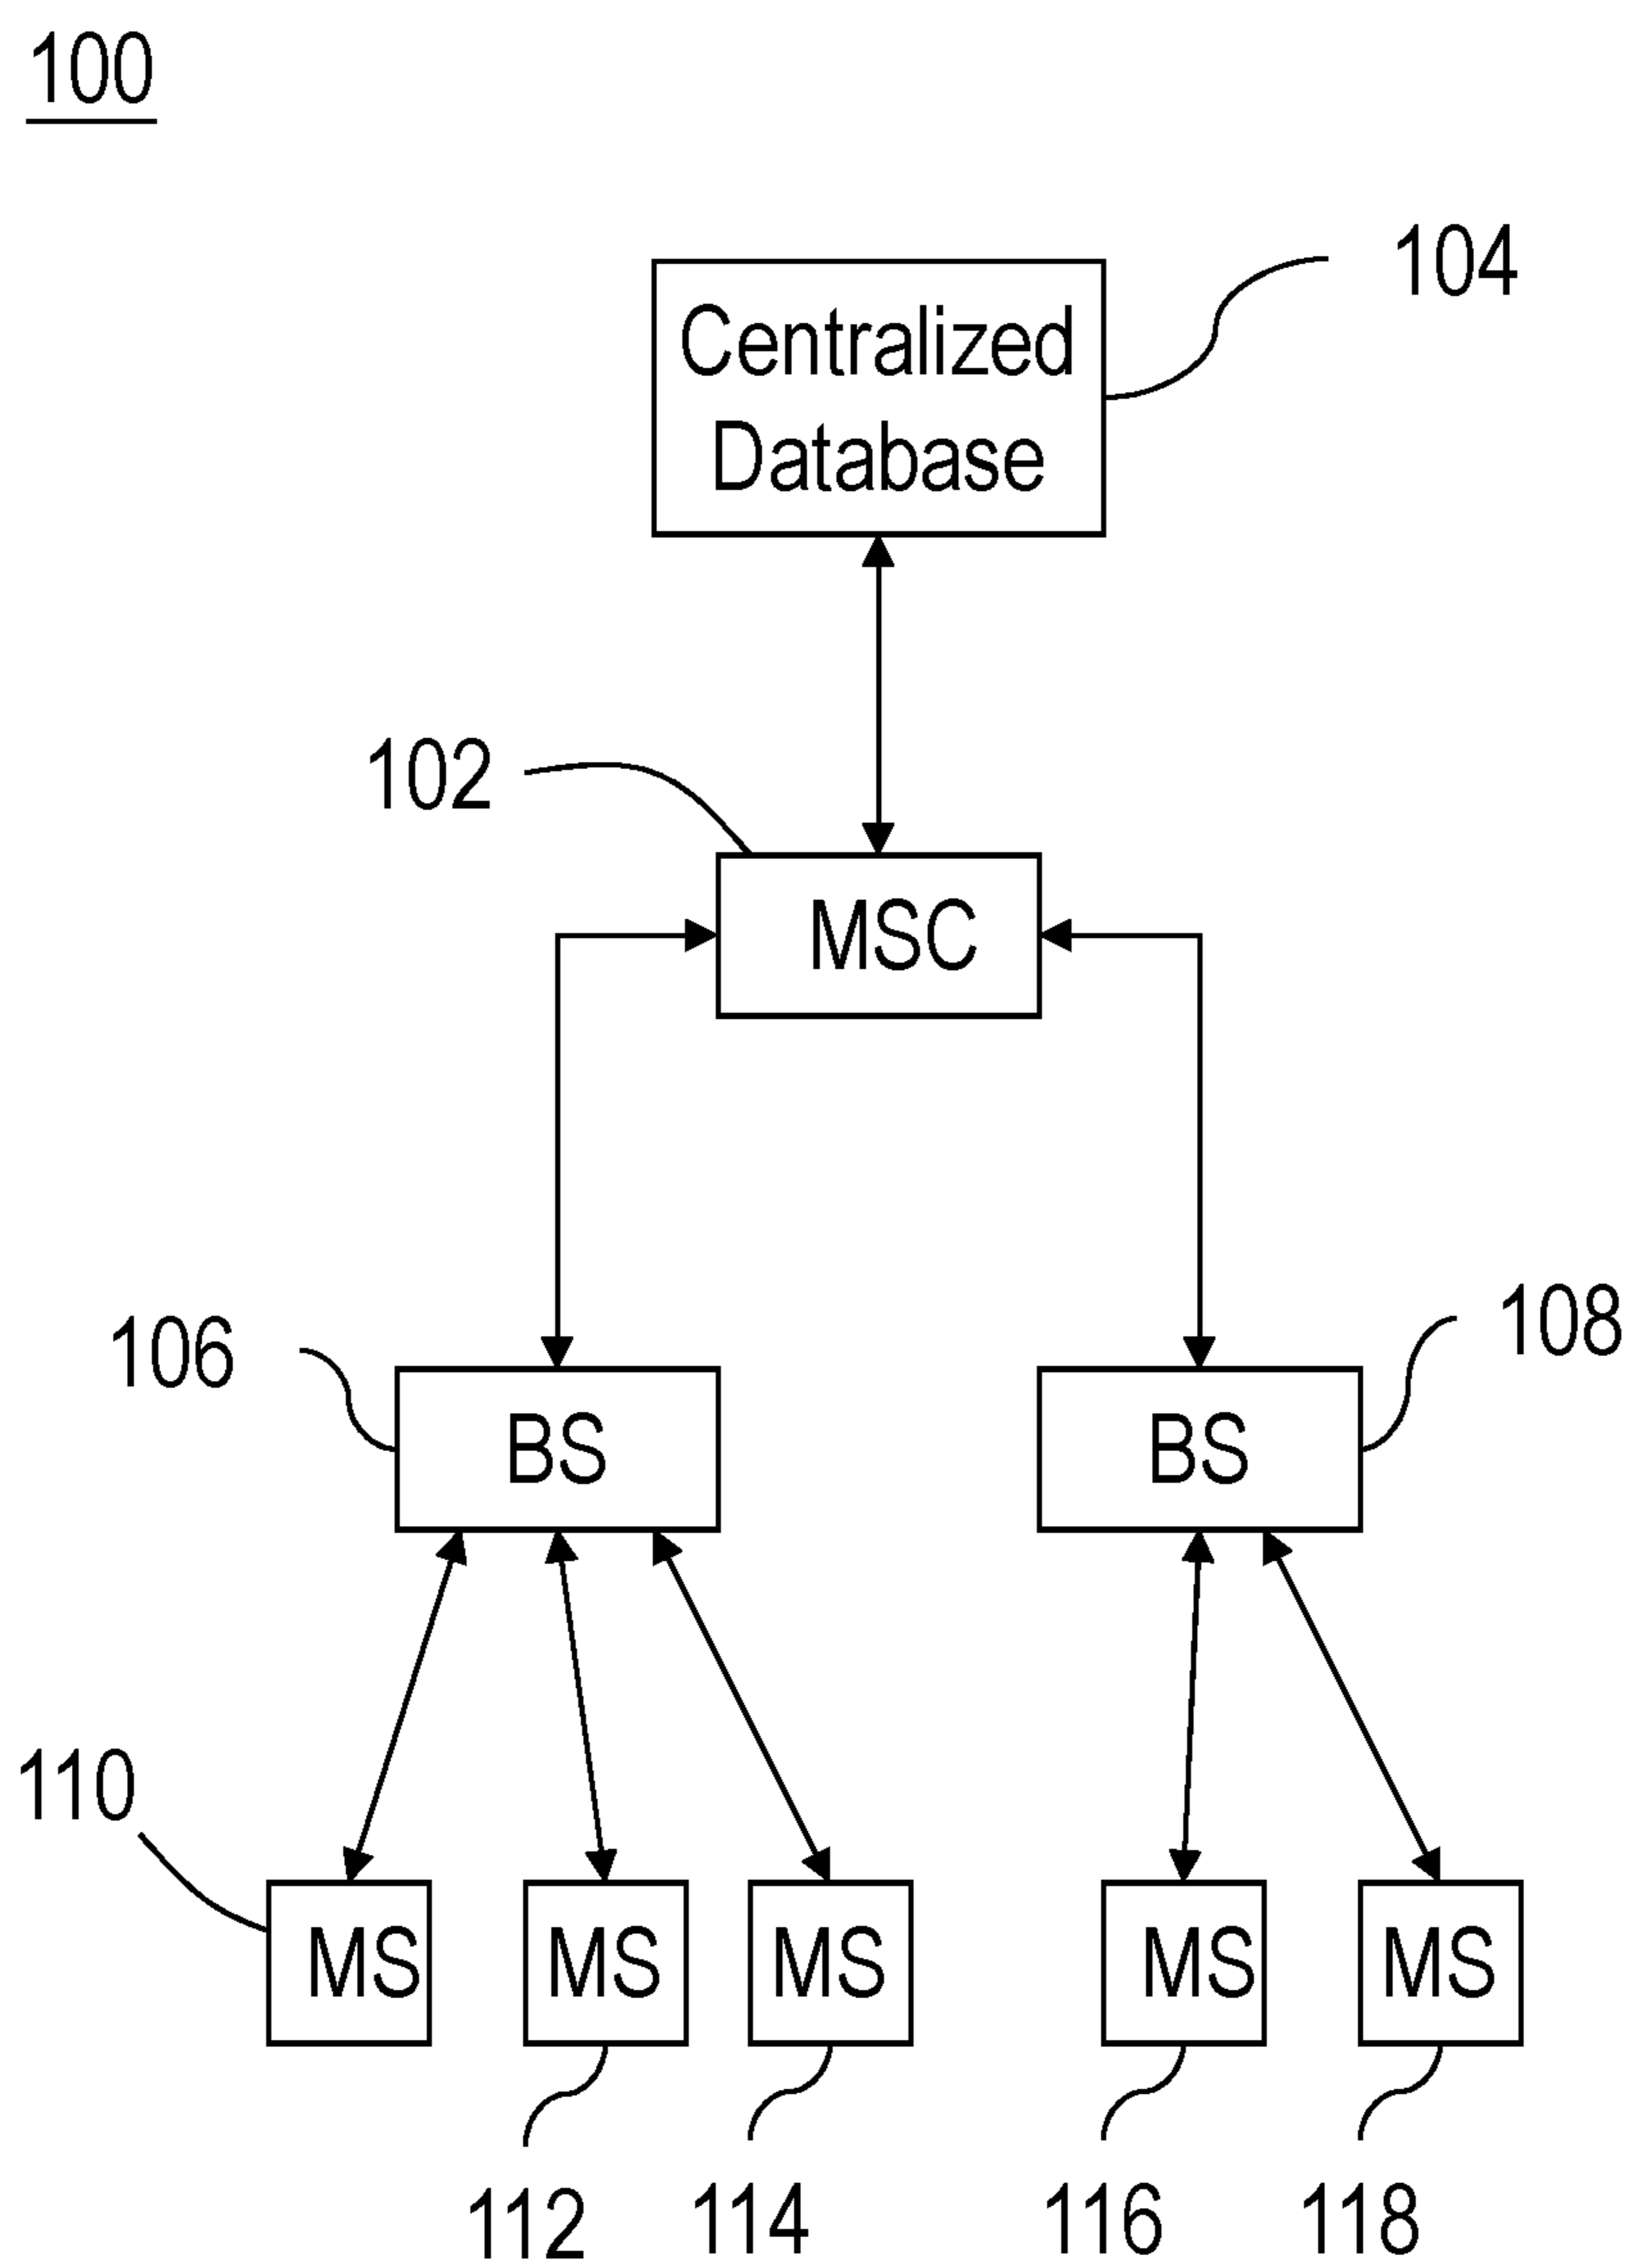 100
104
Centralized
Database
102
MSC
106
108
BS
BS
110
MS
MS
MS
MS
MS
112
114
116
118